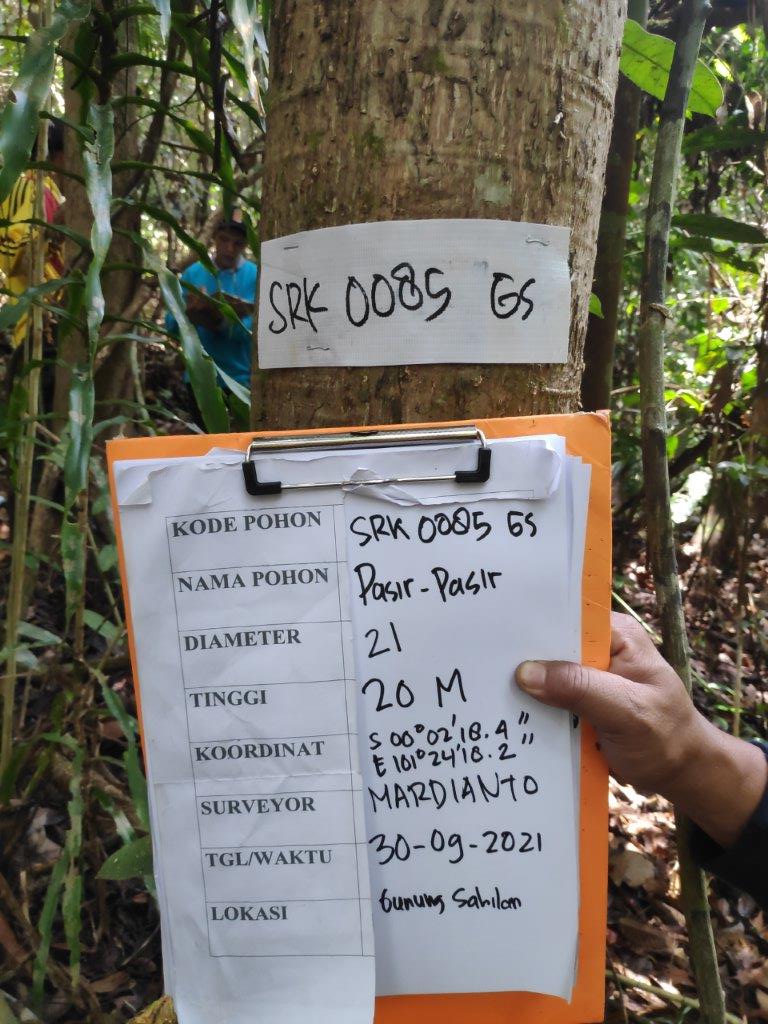 SRK 0085 GS
KODE POHON SRK 0085 GS
NAMA POHON Pasir-Pasir
DIAMETER 21
TINGGI 20 M
KOORDINAT S 00°02'18.4"
E 101°24'18.2"
SURVEYOR MARDIANTO
TGL/WAKTU 30-09-2021
LOKASI Gunung Sahilan